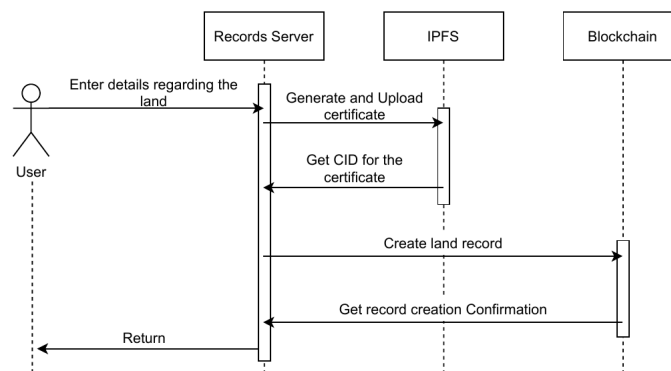 Records Server
IPFS
Blockchain
Enter details regarding the
land
Generate and Upload
certificate
User
Get CID for the
certificate
Create land record
Get record creation Confirmation
Return